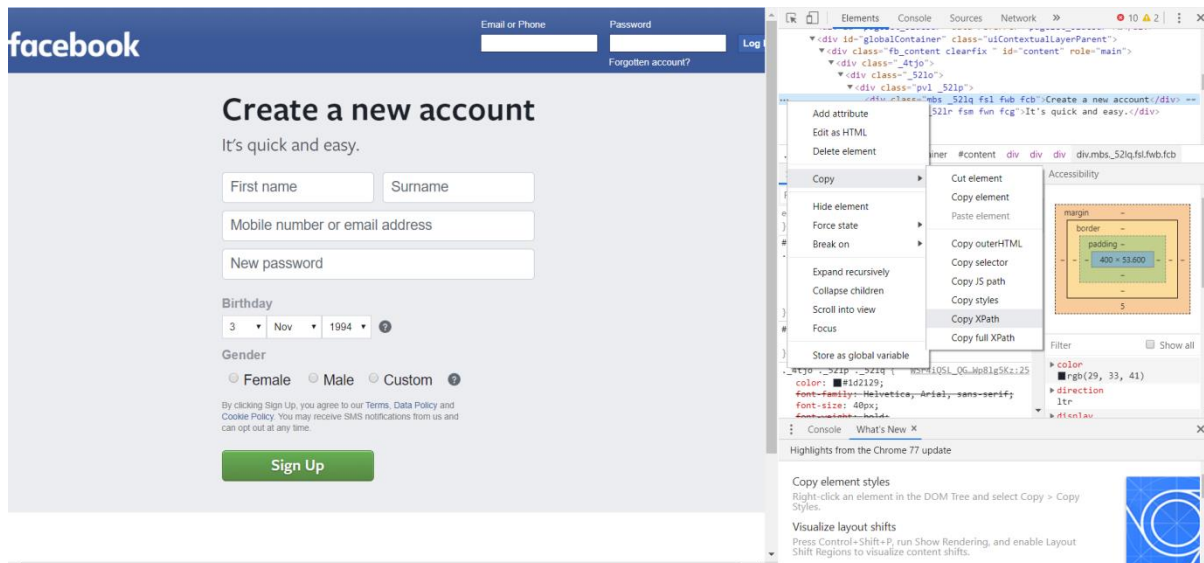 facebook
Email or Phone
Password
Forgotten account?
Create a new account
It's quick and easy.
First name
Surname
Mobile number or email address
New password
Birthday
3 Nov 1994
Gender
Female Male Custom
By clicking Sign Up, you agree to our Terms, Data Policy and
Cookie Policy. You may receive SMS notifications from us and
can opt out at any time.
Sign Up
Elements Console Sources Network » 10 2
▼<div id="globalContainer" class="uiContextualLayerParent">
▼<div class="fb_content clearfix " id="content" role="main">
▼<div class="_4tjo">
▼<div class="_52lo">
▼<div class="pvl _52lp">
<div class="mbs _52lq fsl fwb fcb">Create a new account</div> ==
_52lr fsm fwn fcg">It's quick and easy.</div>
#content div div div div.mbs._52lq.fsl.fwb.fcb
Add attribute
Edit as HTML
Delete element
Copy
Hide element
Force state
Break on
Expand recursively
Collapse children
Scroll into view
Focus
Store as global variable
Cut element
Copy element
Paste element
Copy outerHTML
Copy selector
Copy JS path
Copy styles
Copy XPath
Copy full XPath
Accessibility
margin -
border -
padding -
400 × 53.600
5
Filter Show all
color
rgb(29, 33, 41)
direction
ltr
display
._4tjo ._52lp ._52lq {
color: #1d2129;
font-family: Helvetica, Arial, sans-serif;
font-size: 40px;
font-weight: bold;
Console What's New ×
Highlights from the Chrome 77 update
Copy element styles
Right-click an element in the DOM Tree and select Copy > Copy
Styles.
Visualize layout shifts
Press Control+Shift+P, run Show Rendering, and enable Layout
Shift Regions to visualize content shifts.